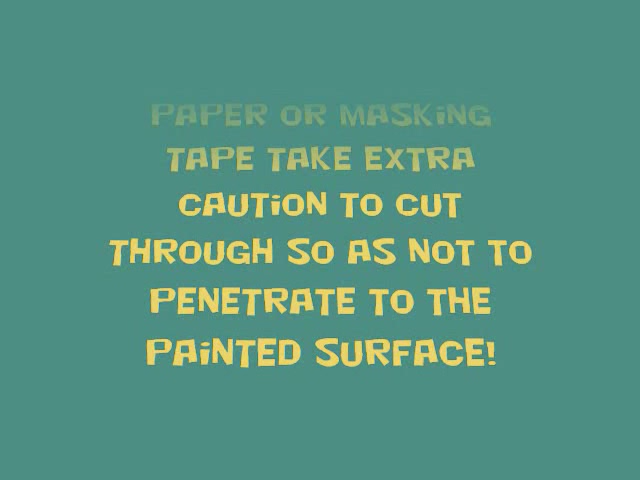 PAPER OR MASKiNG
TAPE TAKE EXTRA
CAUTiON TO CUT
THROUGH SO AS NOT TO
PENETRATE TO THE
PAiNTED SURFACE!